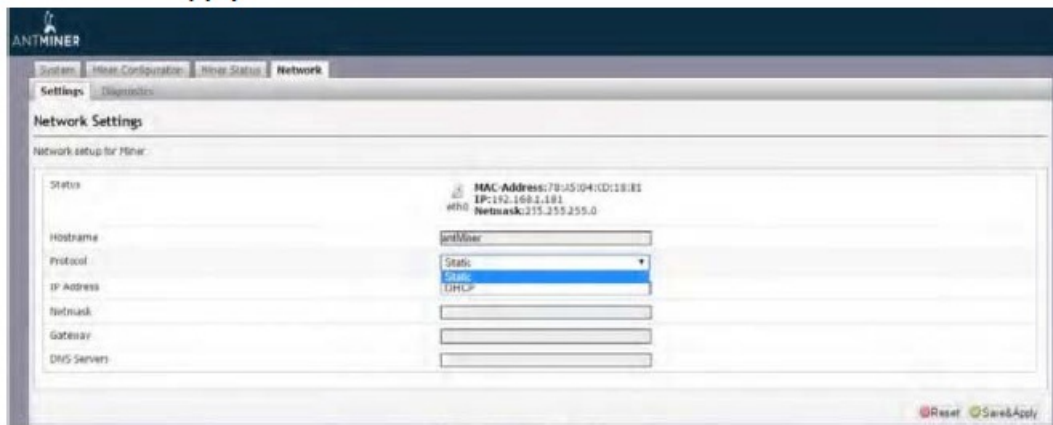 ANTMINER
System Miner Configuration Miner Status Network
Settings Diagnostics
Network Settings
Network setup for Miner
Status
MAC-Address:
IP:192.168.1.181
eth0 Netmask:255.255.255.0
Hostname antMiner
Protocol Static
Static
DHCP
IP Address
Netmask
Gateway
DNS Servers
Reset Save&Apply